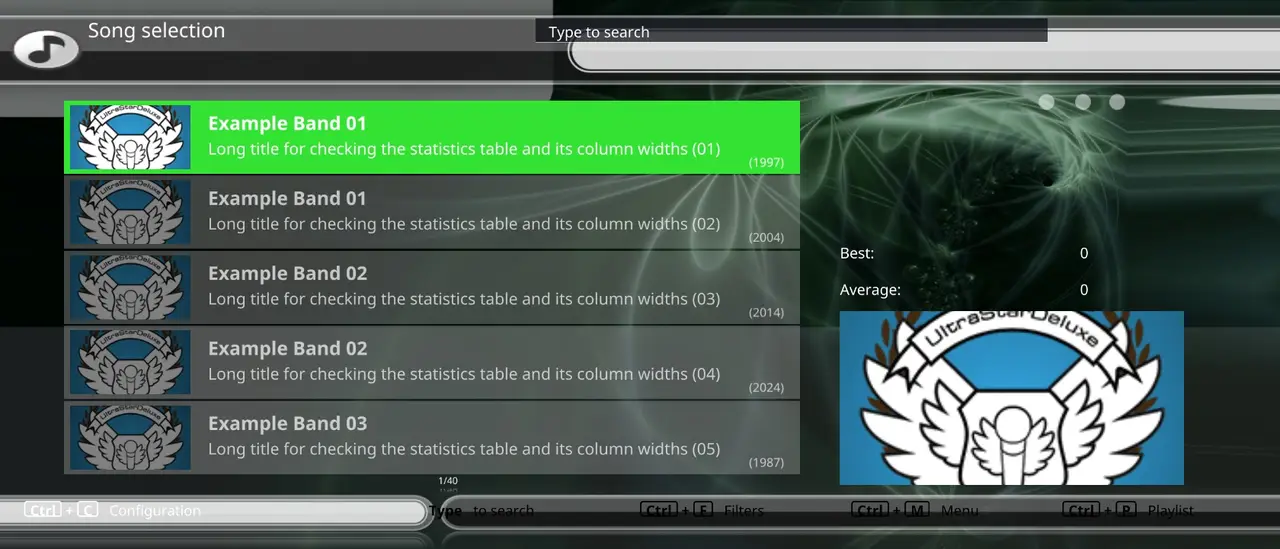 Song selection
Type to search
UltraStarDeluxe
Example Band 01
Long title for checking the statistics table and its column widths (01)
(1997)
UltraStarDeluxe
Example Band 01
Long title for checking the statistics table and its column widths (02)
(2004)
UltraStarDeluxe
Example Band 02
Long title for checking the statistics table and its column widths (03)
(2014)
UltraStarDeluxe
Example Band 02
Long title for checking the statistics table and its column widths (04)
(2024)
UltraStarDeluxe
Example Band 03
Long title for checking the statistics table and its column widths (05)
(1987)
Best: 0
Average: 0
UltraStarDeluxe
1/40
Ctrl + C Configuration
Type to search
Ctrl + F Filters
Ctrl + M Menu
Ctrl + P Playlist